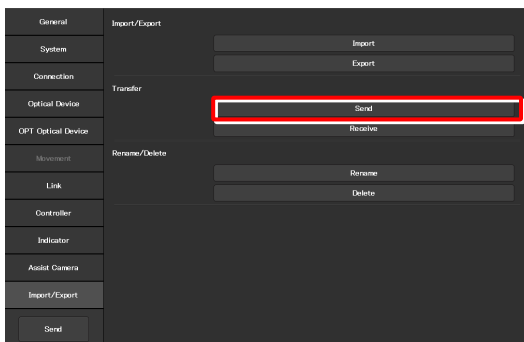 General
System
Connection
Optical Device
OPT Optical Device
Movement
Link
Controller
Indicator
Assist Camera
Import/Export
Send
Import/Export
Import
Export
Transfer
Send
Receive
Rename/Delete
Rename
Delete